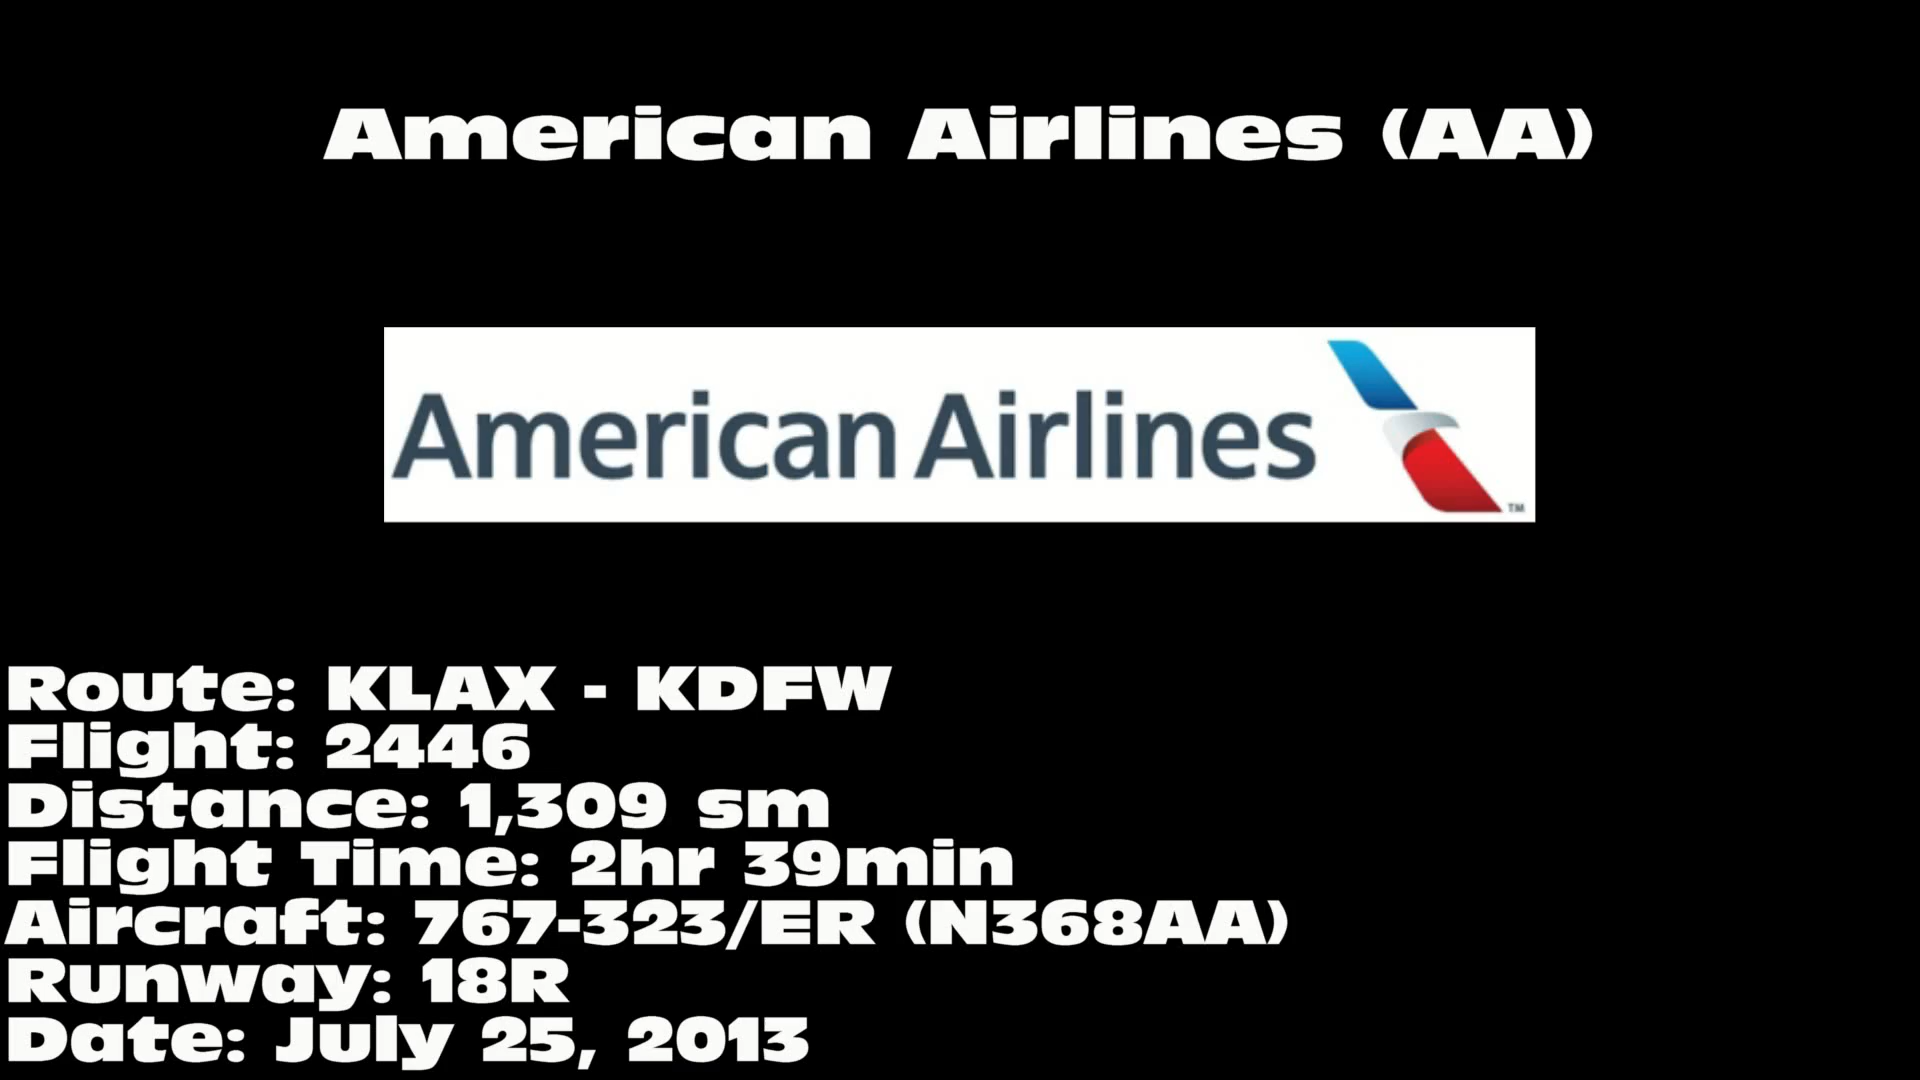 American Airlines (AA)
American Airlines ™
Route: KLAX - KDFW
Flight: 2446
Distance: 1,309 sm
Flight Time: 2hr 39min
Aircraft: 767-323/ER (N368AA)
Runway: 18R
Date: July 25, 2013